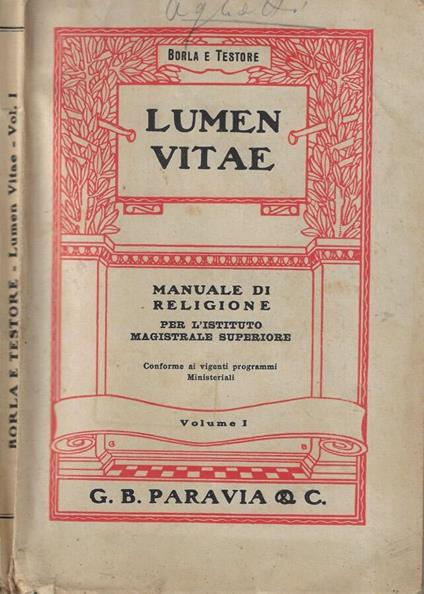 BORLA E TESTORE
LUMEN
VITAE
MANUALE DI
RELIGIONE
PER L'ISTITUTO
MAGISTRALE SUPERIORE
Conforme ai vigenti programmi
Ministeriali
Volume I
G B
G. B. PARAVIA & C.
BORLA E TESTORE - Lumen Vitae - Vol. I